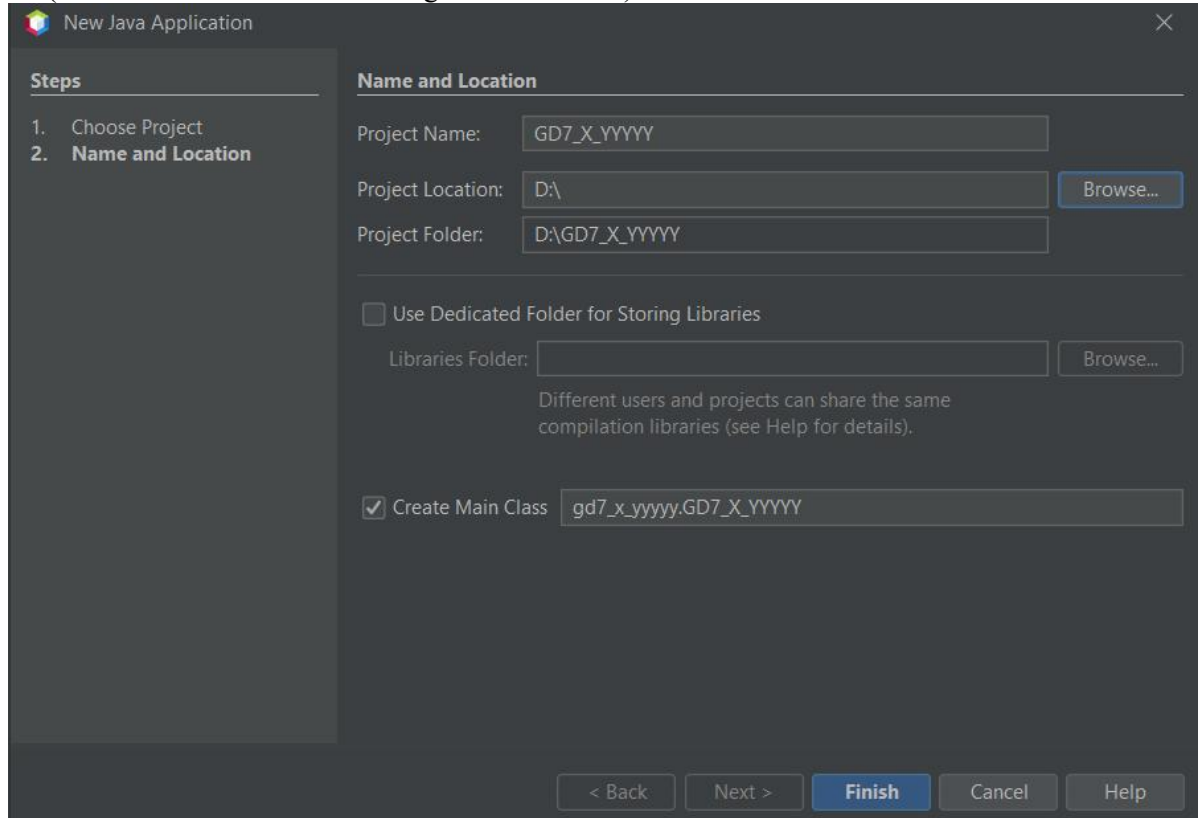 New Java Application
Steps
1. Choose Project
2. Name and Location
Name and Location
Project Name: GD7_X_YYYYY
Project Location: D:\ Browse...
Project Folder: D:\GD7_X_YYYYY
Use Dedicated Folder for Storing Libraries
Libraries Folder: Browse...
Different users and projects can share the same
compilation libraries (see Help for details).
Create Main Class gd7_x_yyyyy.GD7_X_YYYYY
< Back Next > Finish Cancel Help